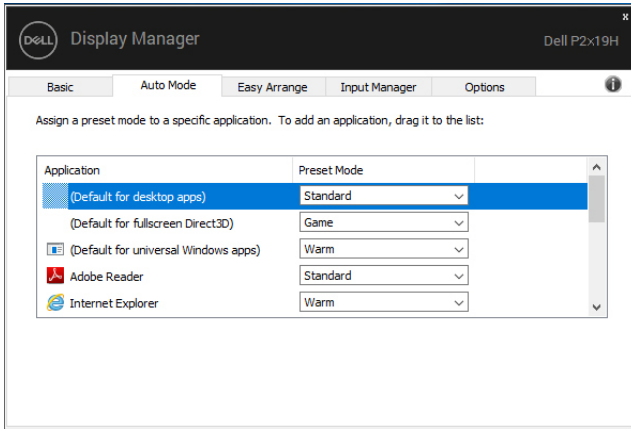 x
DELL Display Manager
Dell P2x19H
Basic Auto Mode Easy Arrange Input Manager Options i
Assign a preset mode to a specific application. To add an application, drag it to the list:
Application Preset Mode
(Default for desktop apps) Standard
(Default for fullscreen Direct3D) Game
(Default for universal Windows apps) Warm
Adobe Reader Standard
Internet Explorer Warm